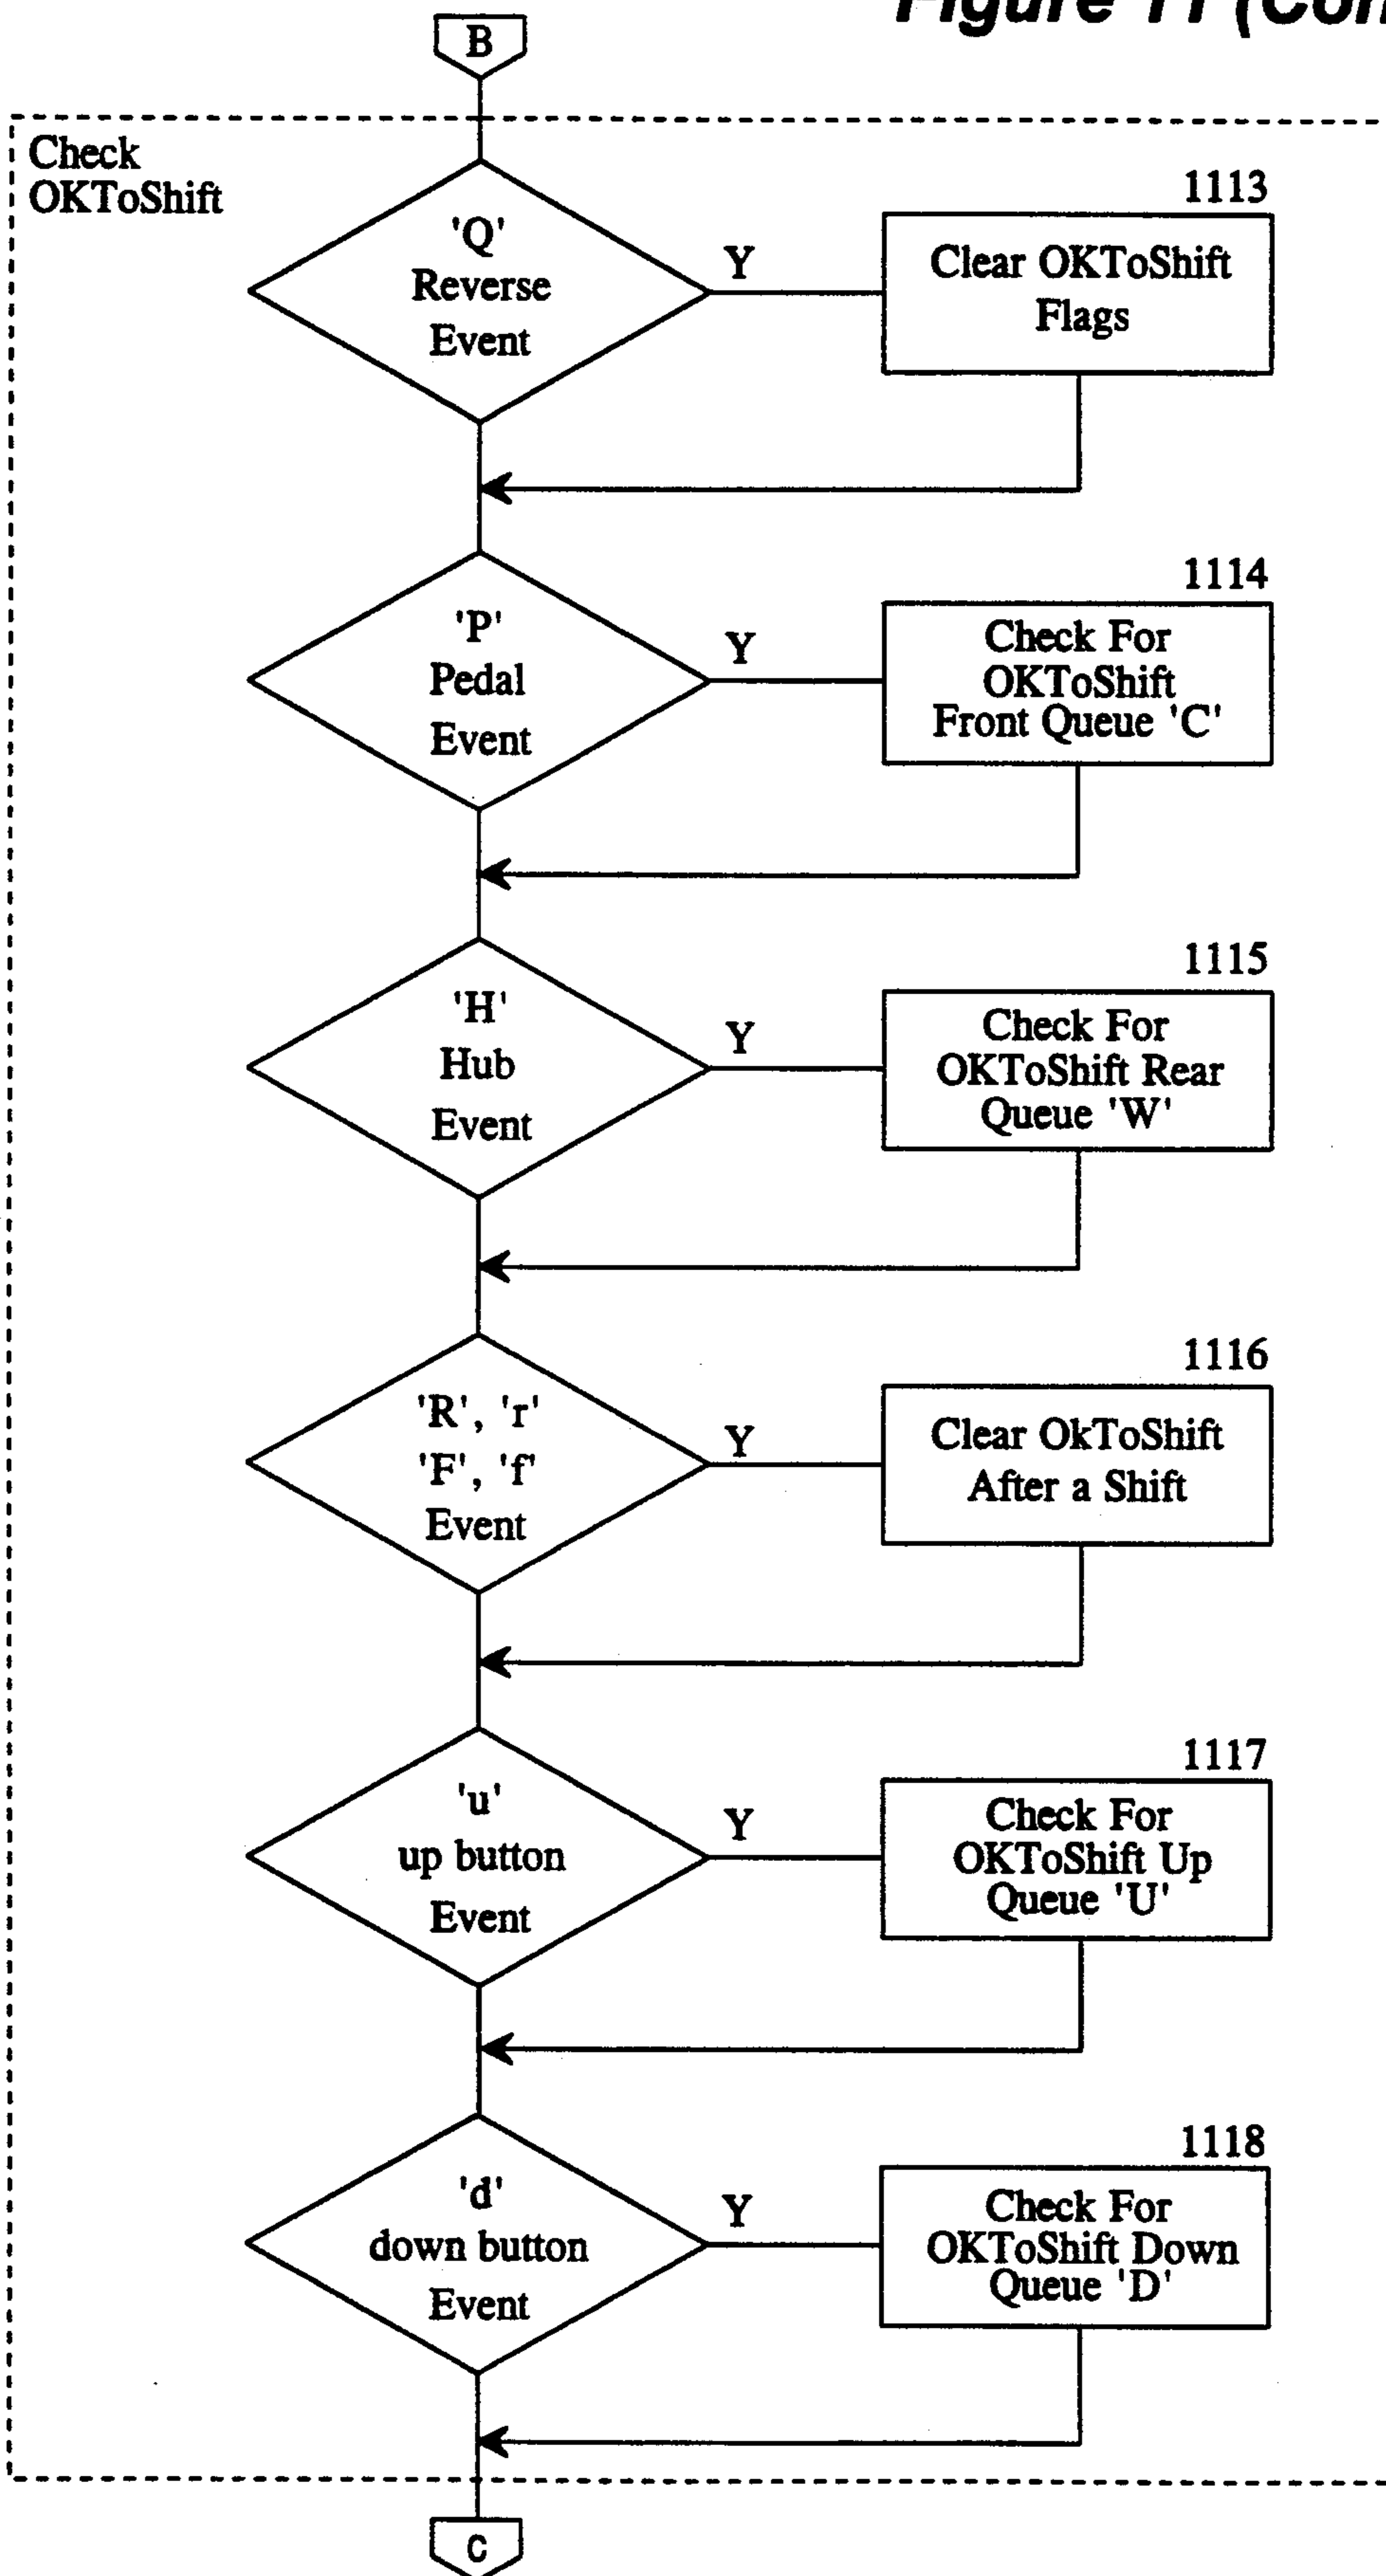 Figure 11 (Con
B
Check
OKToShift
'Q'
Reverse
Event
Y
1113
Clear OKToShift
Flags
'P'
Pedal
Event
Y
1114
Check For
OKToShift
Front Queue 'C'
'H'
Hub
Event
Y
1115
Check For
OKToShift Rear
Queue 'W'
'R', 'r'
'F', 'f'
Event
Y
1116
Clear OkToShift
After a Shift
'u'
up button
Event
Y
1117
Check For
OKToShift Up
Queue 'U'
'd'
down button
Event
Y
1118
Check For
OKToShift Down
Queue 'D'
C